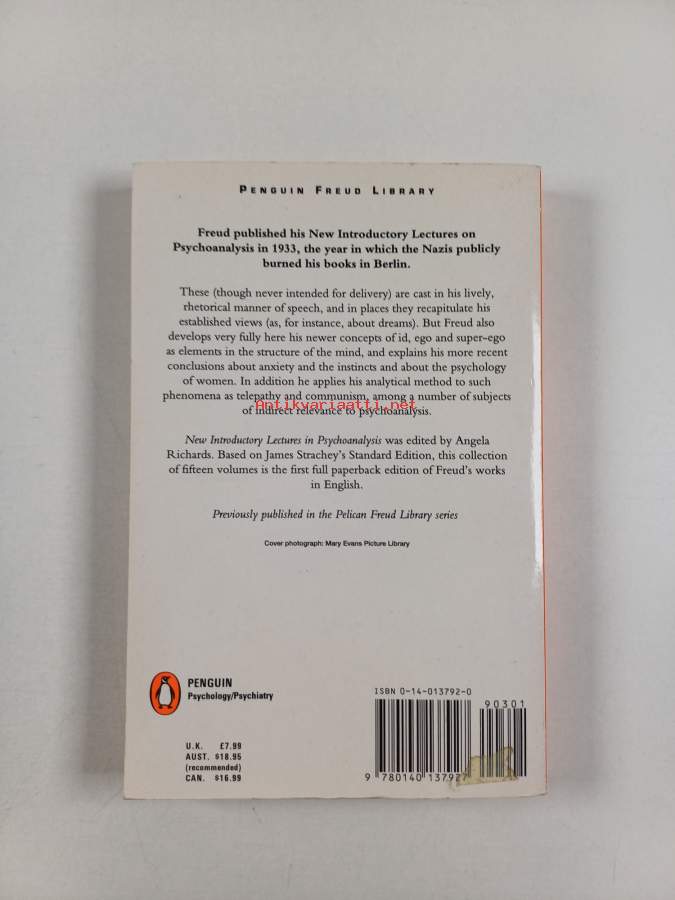 PENGUIN FREUD LIBRARY
Freud published his New Introductory Lectures on
Psychoanalysis in 1933, the year in which the Nazis publicly
burned his books in Berlin.
These (though never intended for delivery) are cast in his lively,
rhetorical manner of speech, and in places they recapitulate his
established views (as, for instance, about dreams). But Freud also
develops very fully here his newer concepts of id, ego and super-ego
as elements in the structure of the mind, and explains his more recent
conclusions about anxiety and the instincts and about the psychology
of women. In addition he applies his analytical method to such
phenomena as telepathy and communism, among a number of subjects
Antikvariaatti.net
of indirect relevance to psychoanalysis.
New Introductory Lectures in Psychoanalysis was edited by Angela
Richards. Based on James Strachey's Standard Edition, this collection
of fifteen volumes is the first full paperback edition of Freud's works
in English.
Previously published in the Pelican Freud Library series
Cover photograph: Mary Evans Picture Library
PENGUIN
Psychology/Psychiatry
U.K. £7.99
AUST. $18.95
(recommended)
CAN. $16.99
ISBN 0-14-013792-0
90301
9 780140 137927